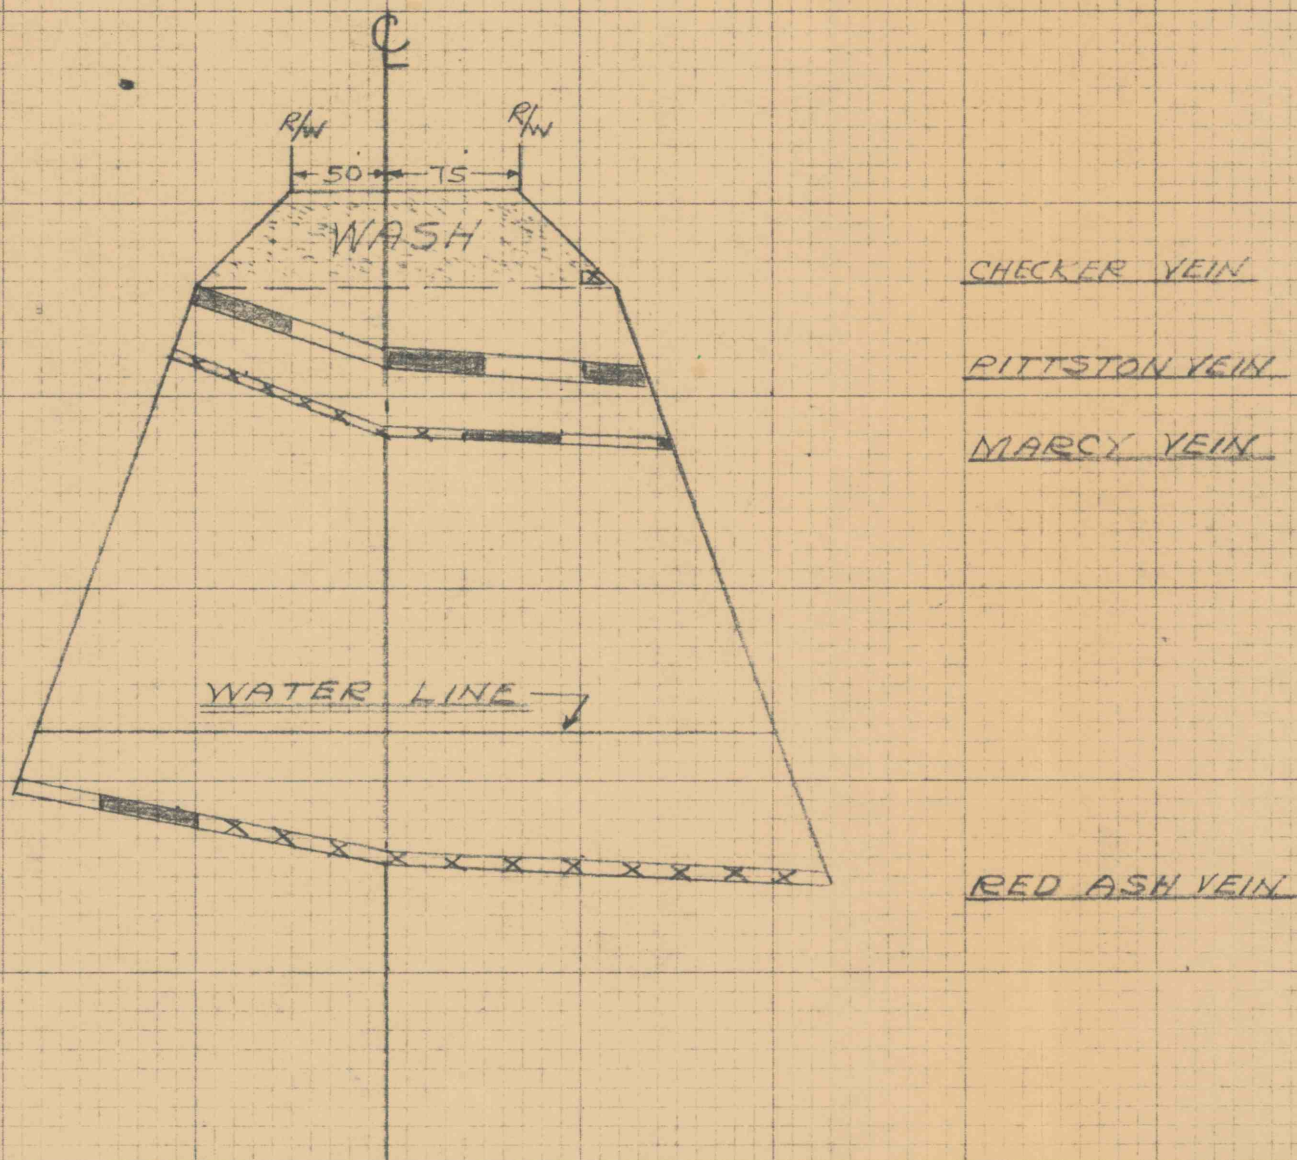 ℄
R/W R/W
50 75
WASH
CHECKER VEIN
PITTSTON VEIN
MARCY VEIN
WATER LINE
RED ASH VEIN